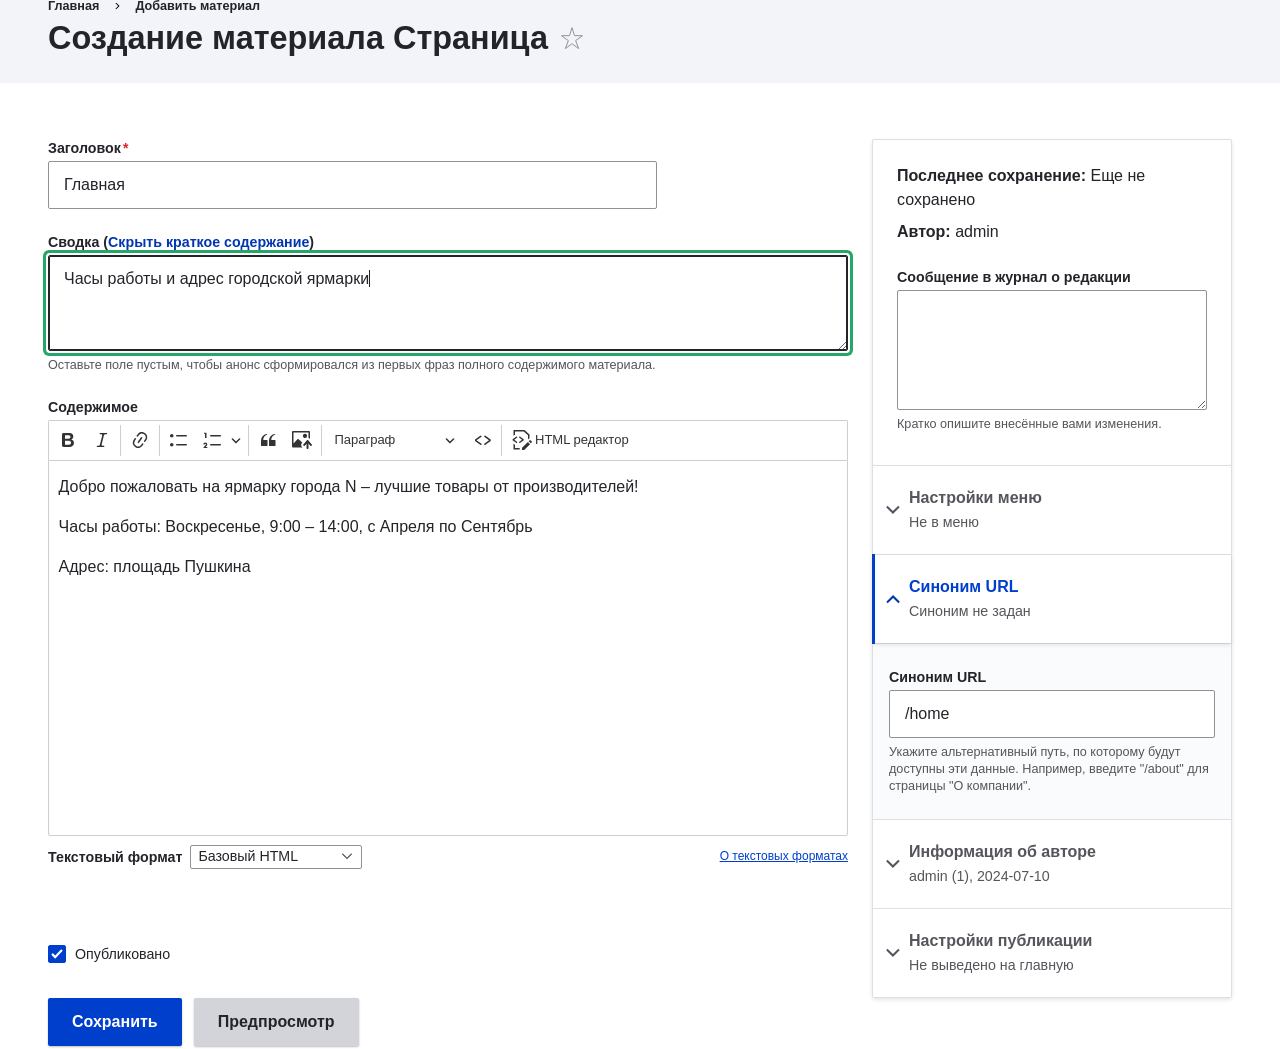 Главная › Добавить материал
Создание материала Страница
Заголовок*
Главная
Сводка (Скрыть краткое содержание)
Часы работы и адрес городской ярмарки
Оставьте поле пустым, чтобы анонс сформировался из первых фраз полного содержимого материала.
Содержимое
Параграф
HTML редактор
Добро пожаловать на ярмарку города N – лучшие товары от производителей!
Часы работы: Воскресенье, 9:00 – 14:00, с Апреля по Сентябрь
Адрес: площадь Пушкина
Текстовый формат
Базовый HTML
О текстовых форматах
Опубликовано
Сохранить
Предпросмотр
Последнее сохранение: Еще не
сохранено
Автор: admin
Сообщение в журнал о редакции
Кратко опишите внесённые вами изменения.
Настройки меню
Не в меню
Синоним URL
Синоним не задан
Синоним URL
/home
Укажите альтернативный путь, по которому будут
доступны эти данные. Например, введите "/about" для
страницы "О компании".
Информация об авторе
admin (1), 2024-07-10
Настройки публикации
Не выведено на главную